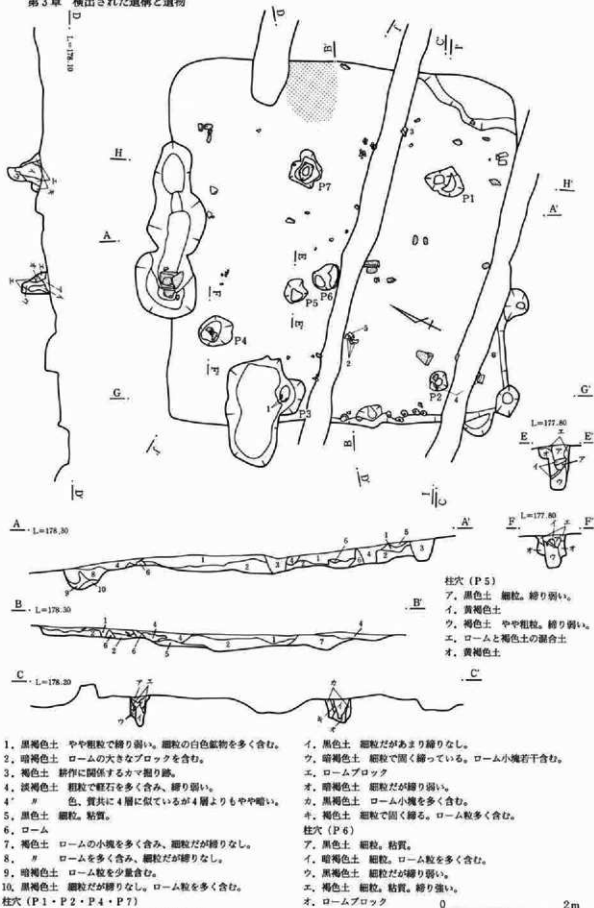 第3章 検出された遺構と遺物
D
L=178.10
D
J'
C'
I'
B'
H
H'
A
A'
P7
P1
3
E
P5
P6
F
P4
E'
F'
5
2
P2
4
1
P3
G
G'
J
B
D'
I
C
D'
L=177.80
E
E'
エ
ア
オ
イ
ウ
L=177.80
F
F'
イ
エ
オ
A
L=178.30
A'
B
L=178.30
B'
C
L=178.20
C'
柱穴(P5)
ア. 黒色土 細粒。締り弱い。
イ. 黄褐色土
ウ. 褐色土 やや粗粒。締り弱い。
エ. ロームと褐色土の混合土
オ. 黄褐色土
1. 黒褐色土 やや粗粒で締り弱い。細粒の白色鉱物を多く含む。
2. 暗褐色土 ロームの大きなブロックを含む。
3. 褐色土 耕作に関係するカマ掘り跡。
4. 淡褐色土 粗粒で軽石を多く含み、締り弱い。
4′ 〃 色、質共に4層に似ているが4層よりもやや暗い。
5. 黒色土 細粒。粘質。
6. ローム
7. 褐色土 ロームの小塊を多く含み、細粒だが締りなし。
8. 〃 ロームを多く含み、細粒だが締りなし。
9. 暗褐色土 ローム粒を少量含む。
10. 黒褐色土 細粒だが締りなし。ローム粒を多く含む。
柱穴(P1・P2・P4・P7)
イ. 黒色土 細粒だがあまり締りなし。
ウ. 暗褐色土 細粒で固く締っている。ローム小塊若干含む。
エ. ロームブロック
オ. 暗褐色土 細粒だが締り弱い。
カ. 黒褐色土 ローム小塊を多く含む。
キ. 褐色土 細粒で固く締る。ローム粒多く含む。
柱穴(P6)
ア. 黒色土 細粒。粘質。
イ. 暗褐色土 細粒。ローム粒を多く含む。
ウ. 黒褐色土 細粒だが締り弱い。
エ. 褐色土 細粒。粘質。締り強い。
オ. ロームブロック
0 2m